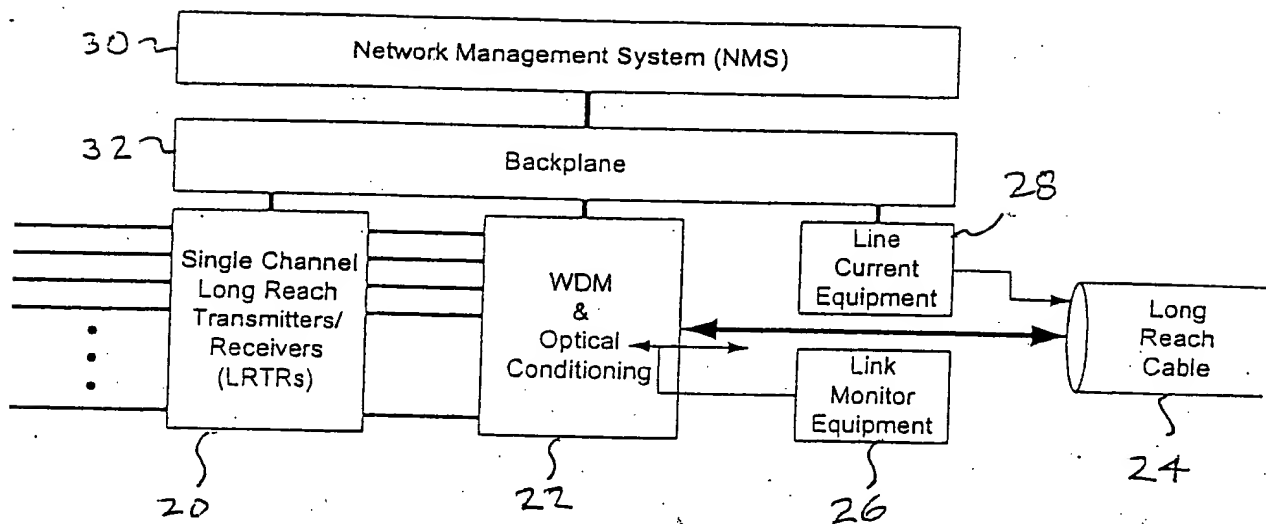 30
Network Management System (NMS)
32
Backplane
28
Single Channel
Long Reach
Transmitters/
Receivers
(LRTRs)
WDM
&
Optical
Conditioning
Line
Current
Equipment
Link
Monitor
Equipment
Long
Reach
Cable
20
22
26
24